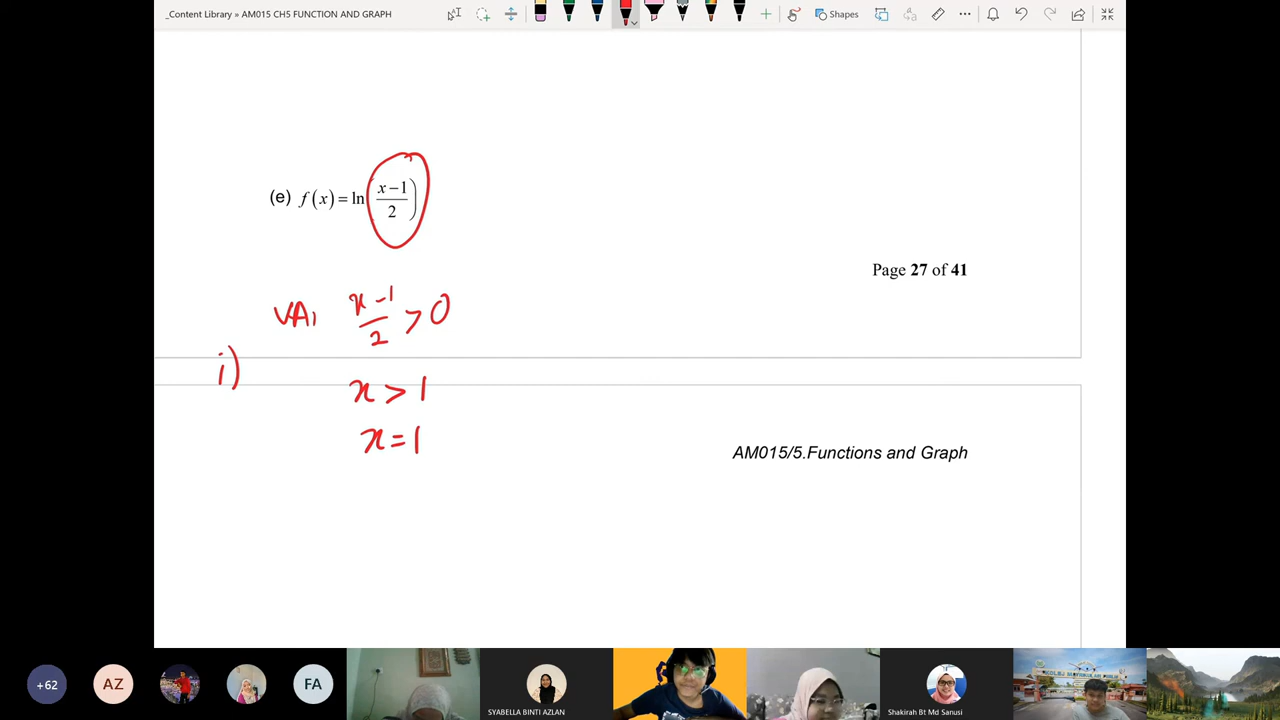 _Content Library » AM015 CH5 FUNCTION AND GRAPH
Shapes
(e) f(x) = ln (x−1)/2)
Page 27 of 41
VA, (x−1)/2 > 0
i)
x > 1
x = 1
AM015/5.Functions and Graph
+62
AZ
FA
SYABELLA BINTI AZLAN
Shakirah Bt Md Sanusi